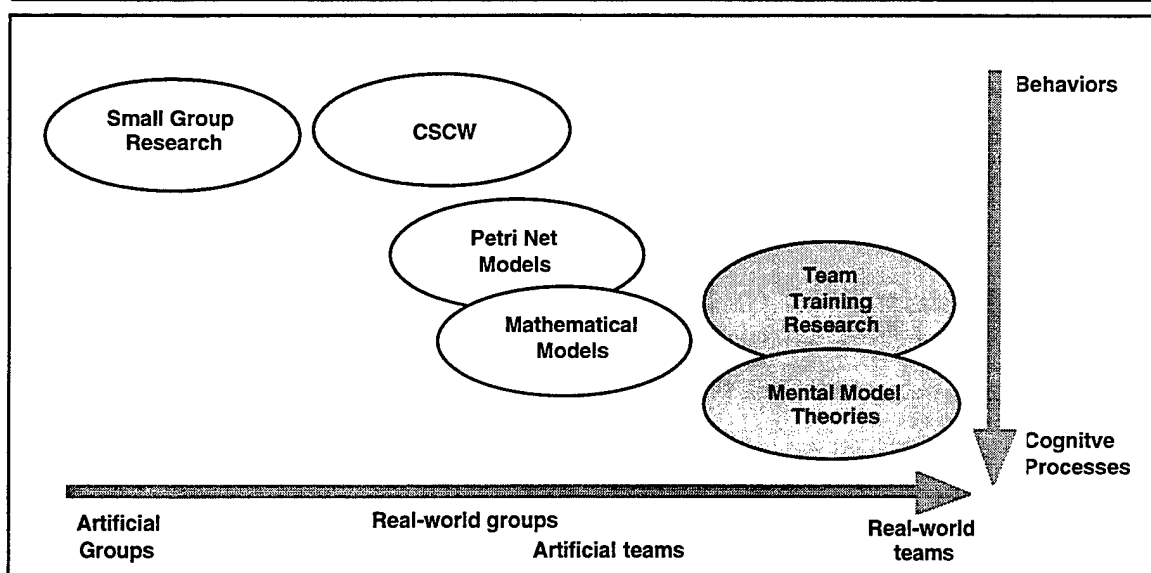 Behaviors
Small Group
Research
CSCW
Petri Net
Models
Team
Training
Research
Mathematical
Models
Mental Model
Theories
Cognitve
Processes
Artificial
Groups
Real-world groups
Artificial teams
Real-world
teams